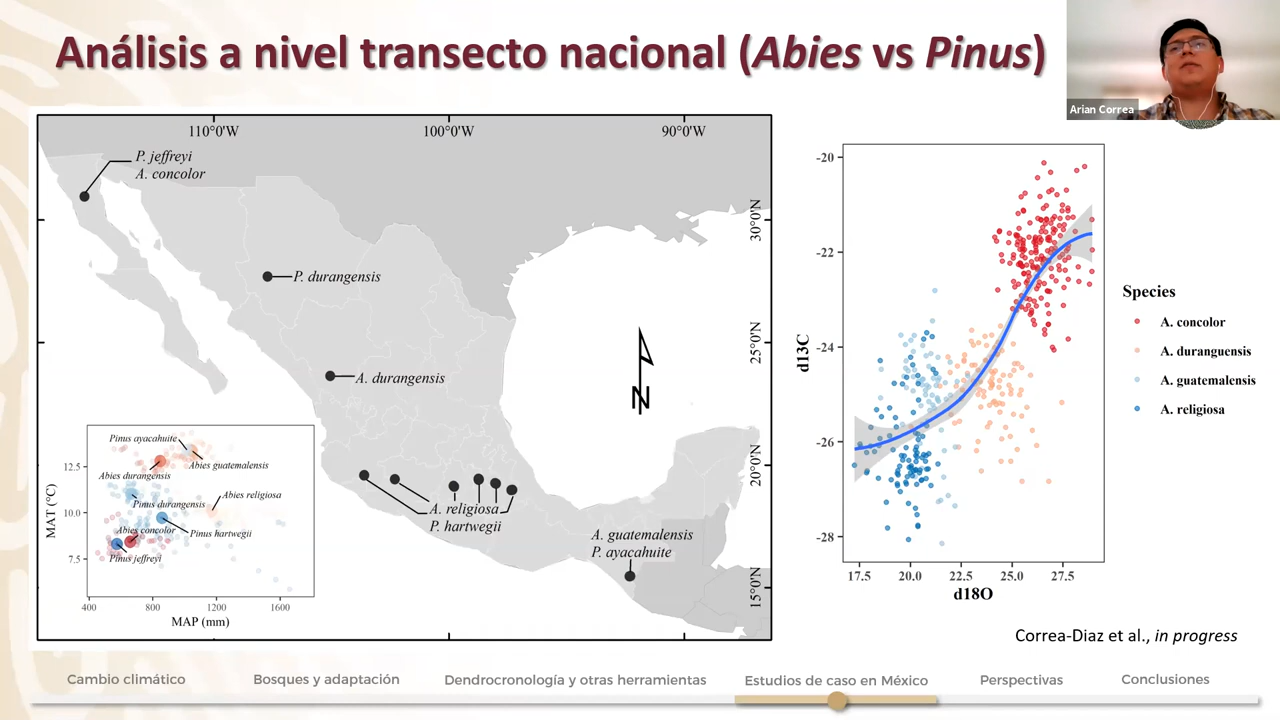 Análisis a nivel transecto nacional (Abies vs Pinus)
Arian Correa
110°0'W
100°0'W
90°0'W
P. jeffreyi
A. concolor
P. durangensis
A. durangensis
A. religiosa
P. hartwegii
A. guatemalensis
P. ayacahuite
30°0'N
25°0'N
20°0'N
15°0'N
N
Pinus ayacahuite
Abies guatemalensis
Abies durangensis
Abies religiosa
Pinus durangensis
Abies concolor
Pinus hartwegii
Pinus jeffreyi
MAT (°C)
12.5
10.0
7.5
400
800
1200
1600
MAP (mm)
d13C
-20
-22
-24
-26
-28
17.5
20.0
22.5
25.0
27.5
d18O
Species
A. concolor
A. duranguensis
A. guatemalensis
A. religiosa
Correa-Diaz et al., in progress
Cambio climático
Bosques y adaptación
Dendrocronología y otras herramientas
Estudios de caso en México
Perspectivas
Conclusiones